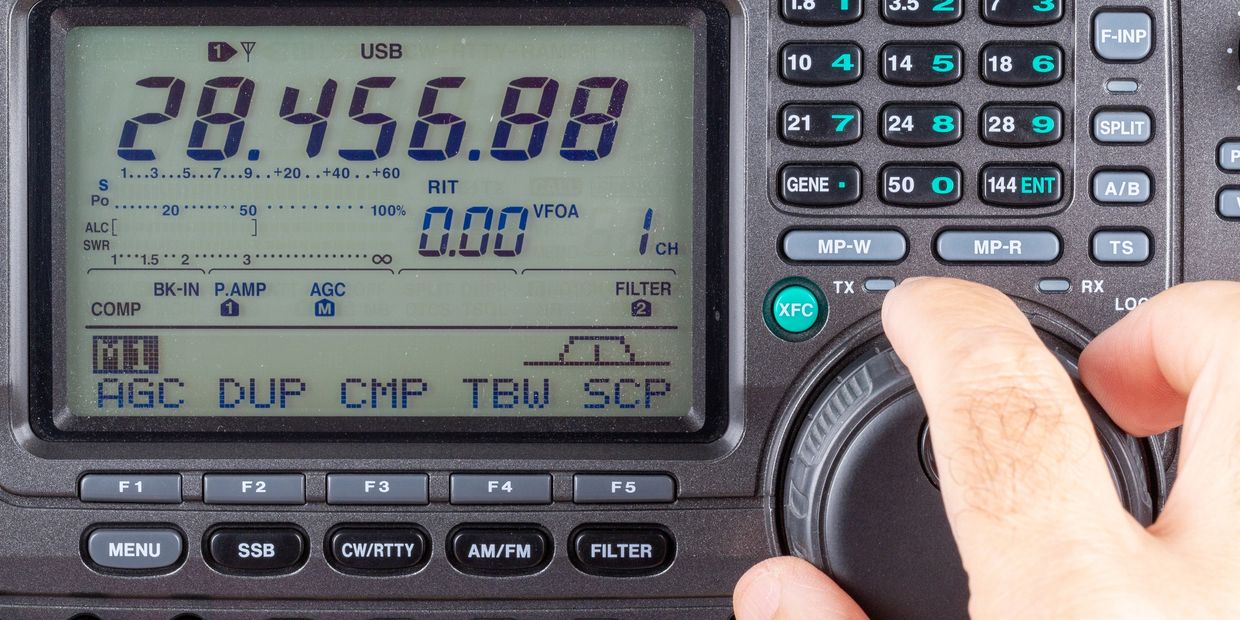 1 USB
28.456.88
1...3...5...7...9..+20..+40..+60
S
Po 20 50 100%
ALC [ ]
SWR
1 1.5 2 3 ∞
RIT
0.00 VFOA 1 CH
BK-IN P.AMP AGC FILTER
COMP 1 M 2
M1
AGC DUP CMP TBW SCP
F1 F2 F3 F4 F5
MENU SSB CW/RTTY AM/FM FILTER
1.8 1 3.5 2 7 3
10 4 14 5 18 6
21 7 24 8 28 9
GENE . 50 0 144 ENT
MP-W MP-R
F-INP
SPLIT
A/B
TS
XFC TX RX